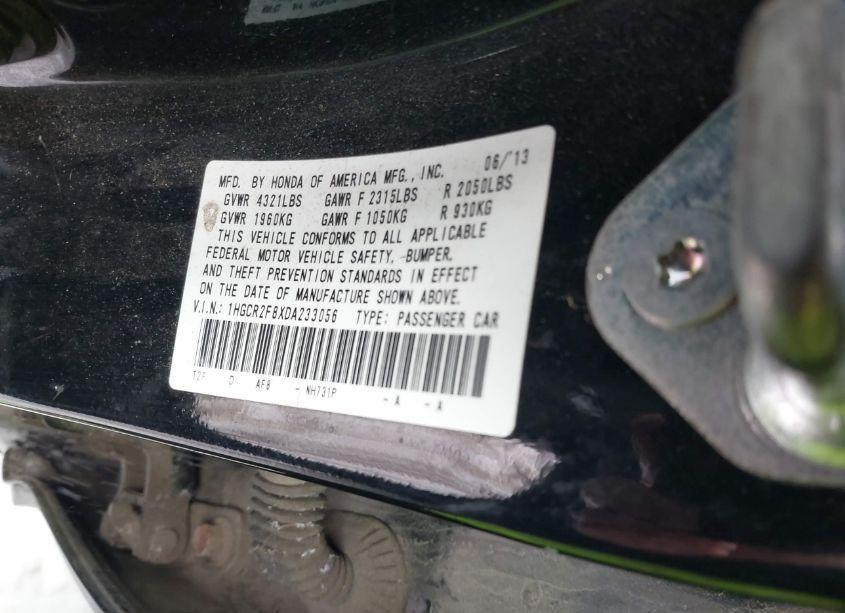 MFD. BY HONDA OF AMERICA MFG., INC. 06/'13
GVWR 4321LBS GAWR F 2315LBS R 2050LBS
GVWR 1960KG GAWR F 1050KG R 930KG
THIS VEHICLE CONFORMS TO ALL APPLICABLE
FEDERAL MOTOR VEHICLE SAFETY, BUMPER,
AND THEFT PREVENTION STANDARDS IN EFFECT
ON THE DATE OF MANUFACTURE SHOWN ABOVE.
V.I.N.: 1HGCR2F8XDA233056 TYPE: PASSENGER CAR
T2F D AF8 - NH731P - A - A